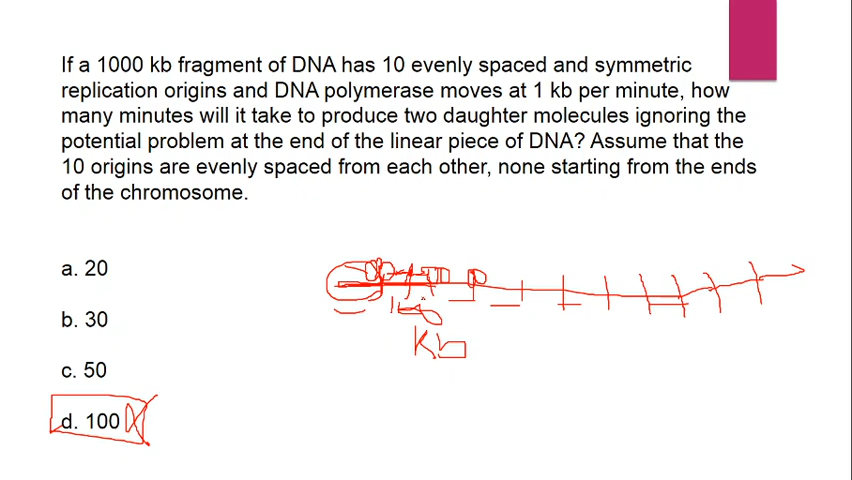 If a 1000 kb fragment of DNA has 10 evenly spaced and symmetric
replication origins and DNA polymerase moves at 1 kb per minute, how
many minutes will it take to produce two daughter molecules ignoring the
potential problem at the end of the linear piece of DNA? Assume that the
10 origins are evenly spaced from each other, none starting from the ends
of the chromosome.
a. 20
b. 30
Kb
c. 50
d. 100